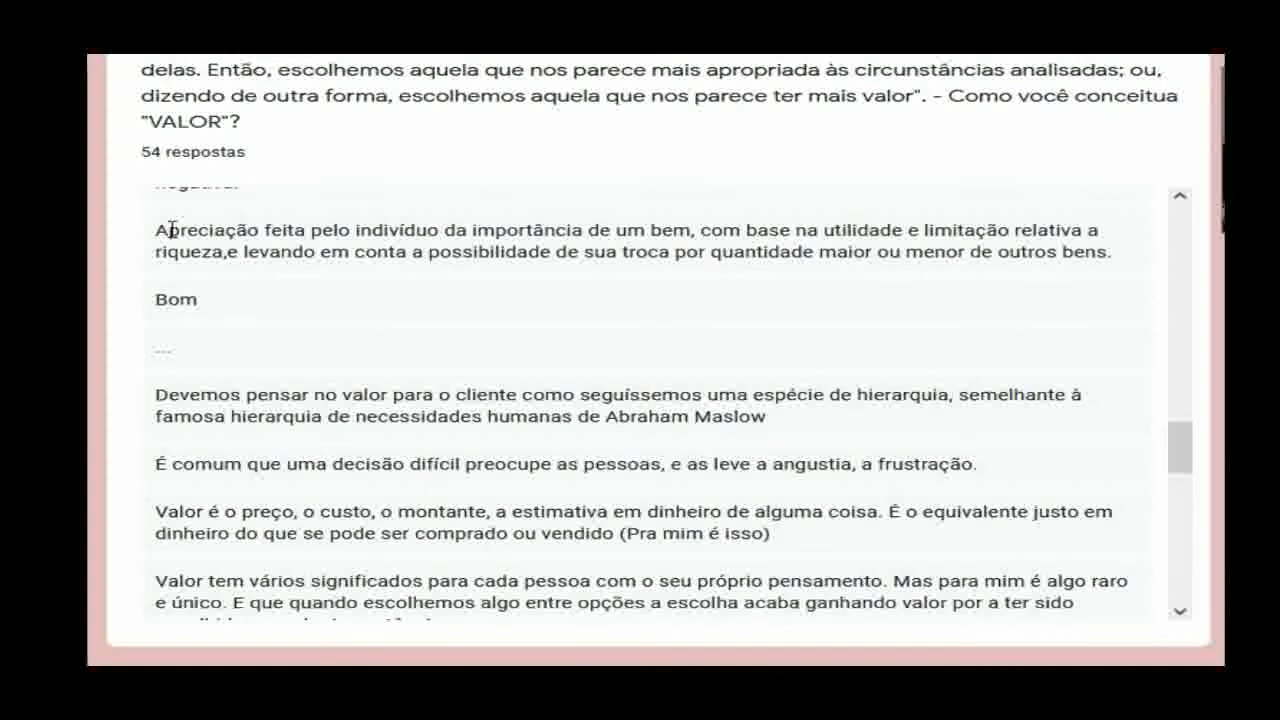 delas. Então, escolhemos aquela que nos parece mais apropriada às circunstâncias analisadas; ou,
dizendo de outra forma, escolhemos aquela que nos parece ter mais valor". - Como você conceitua
"VALOR"?
54 respostas
Apreciação feita pelo indivíduo da importância de um bem, com base na utilidade e limitação relativa a
riqueza,e levando em conta a possibilidade de sua troca por quantidade maior ou menor de outros bens.
Bom
...
Devemos pensar no valor para o cliente como seguíssemos uma espécie de hierarquia, semelhante à
famosa hierarquia de necessidades humanas de Abraham Maslow
É comum que uma decisão difícil preocupe as pessoas, e as leve a angustia, a frustração.
Valor é o preço, o custo, o montante, a estimativa em dinheiro de alguma coisa. É o equivalente justo em
dinheiro do que se pode ser comprado ou vendido (Pra mim é isso)
Valor tem vários significados para cada pessoa com o seu próprio pensamento. Mas para mim é algo raro
e único. E que quando escolhemos algo entre opções a escolha acaba ganhando valor por a ter sido